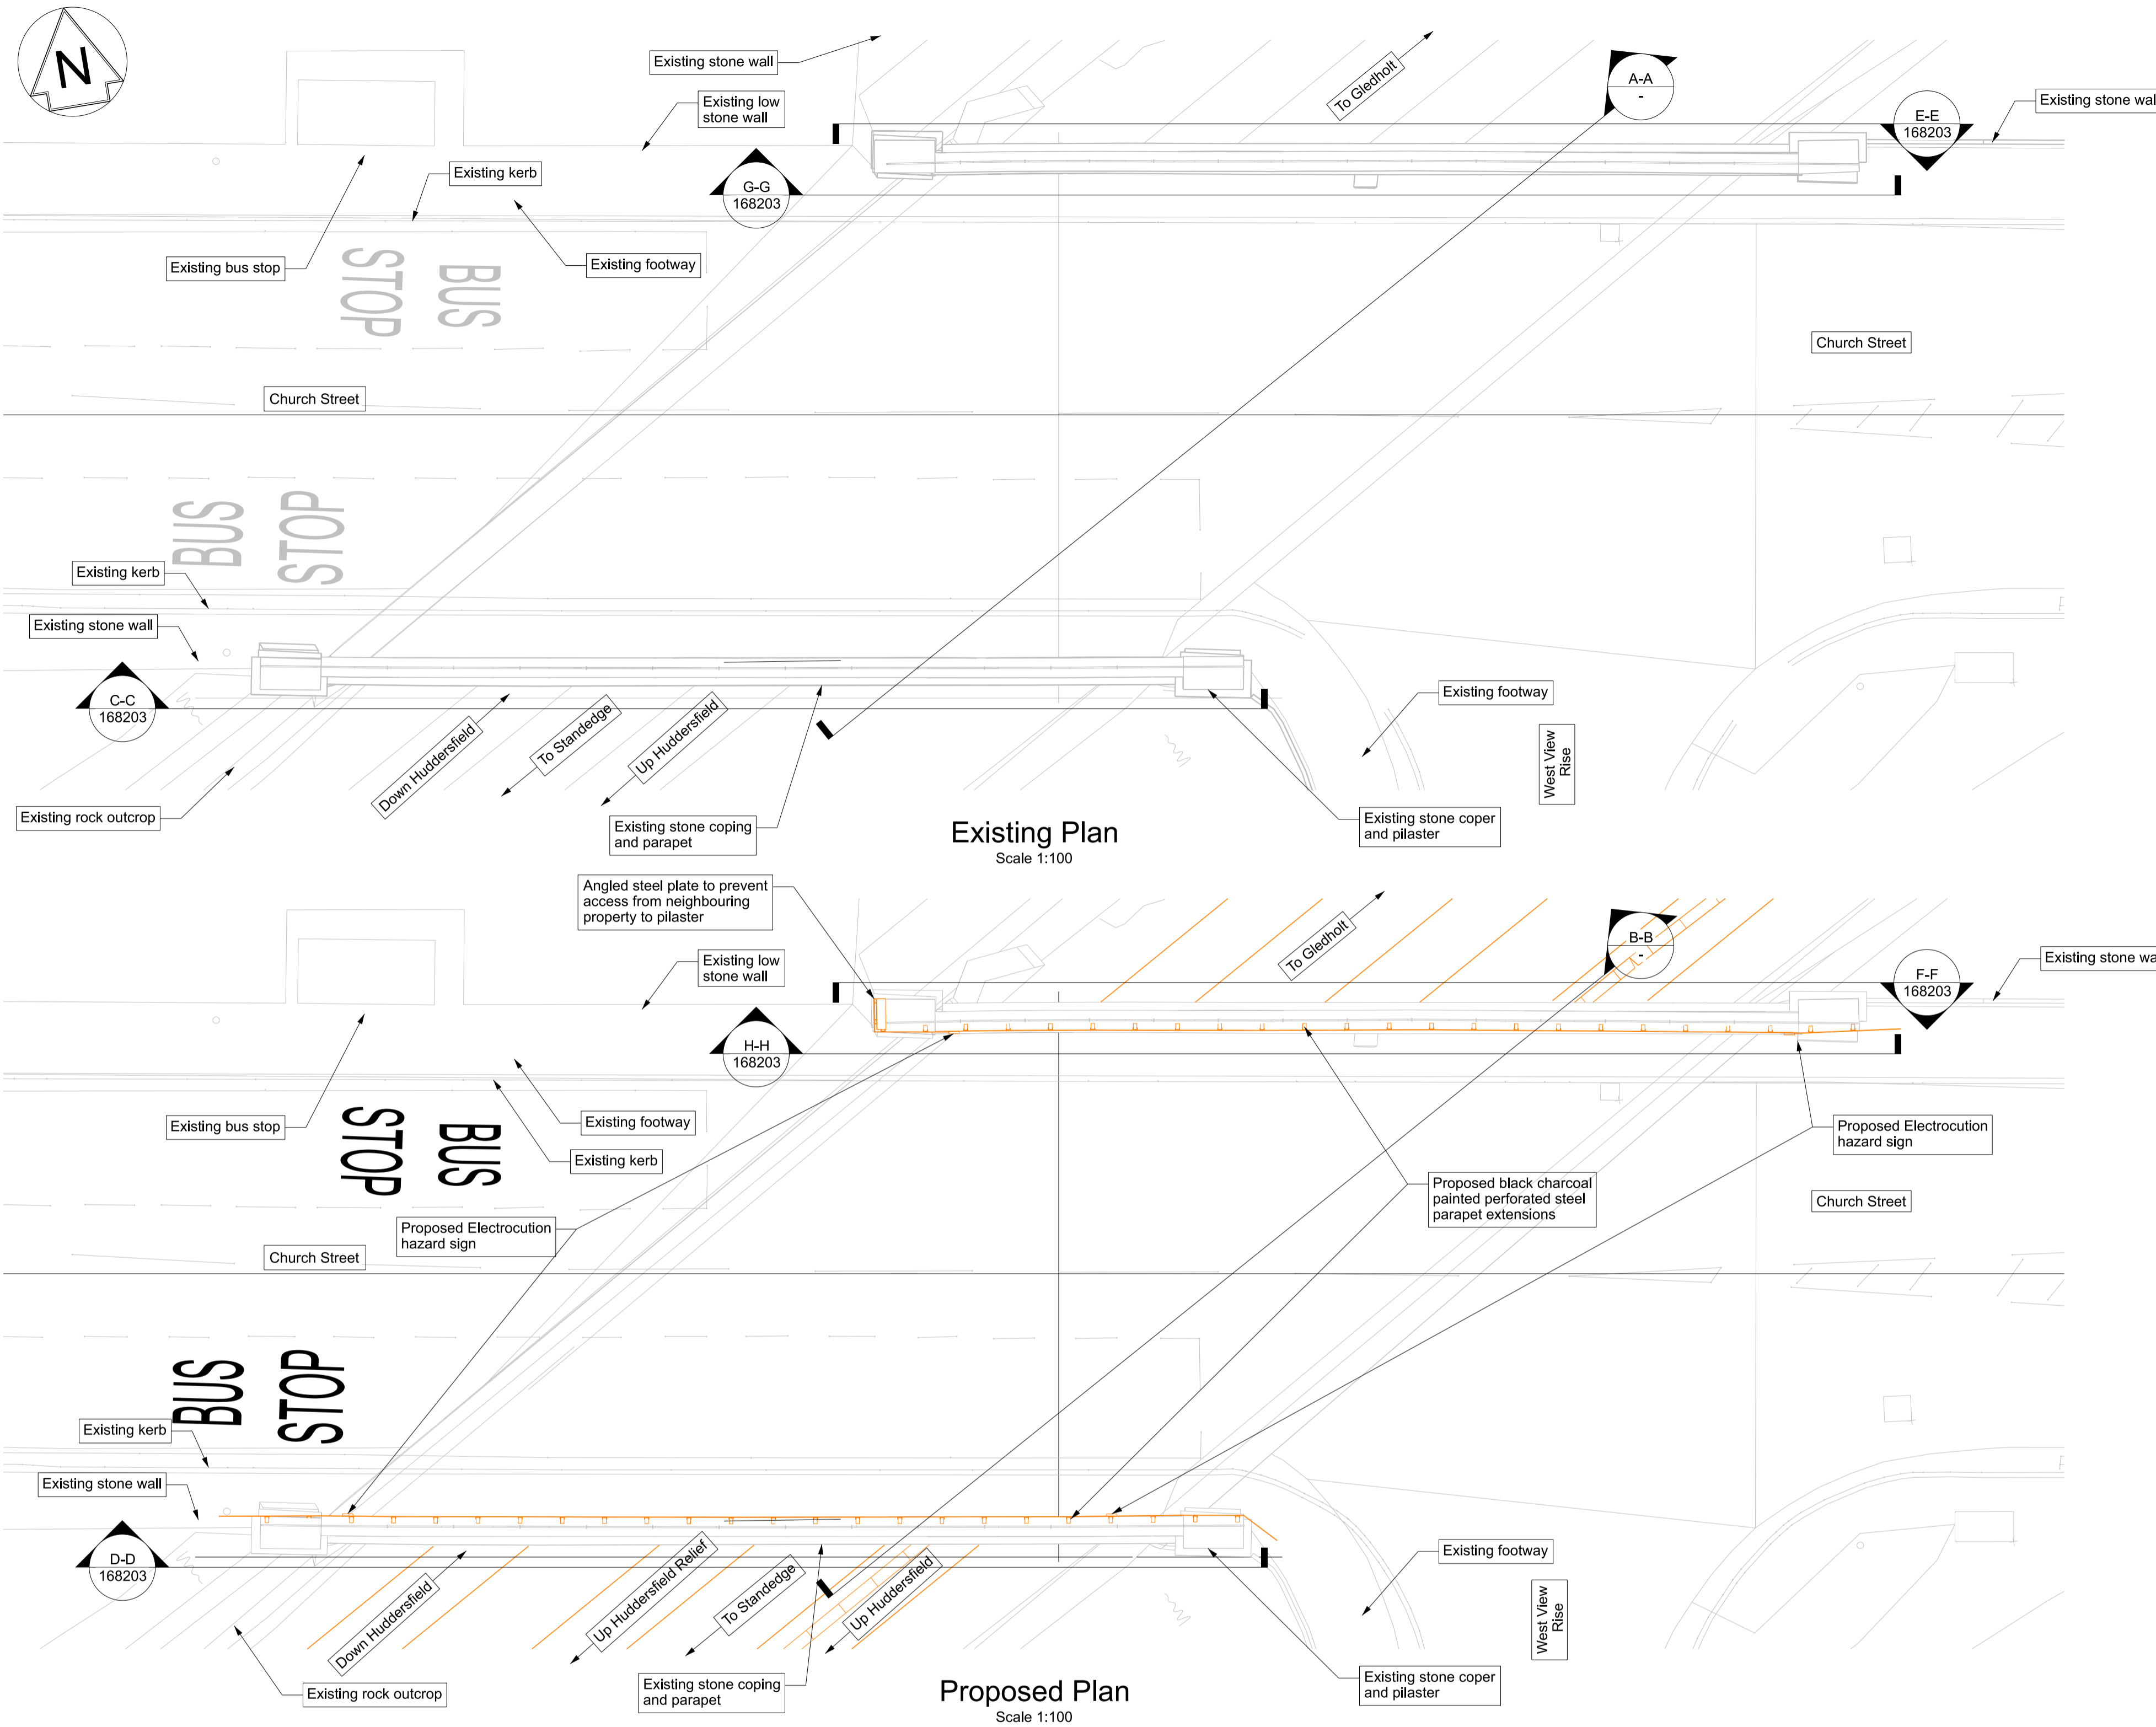 N
Existing stone wall
A-A
-
To Gledholt
Existing low
stone wall
E-E
168203
Existing stone wal
Existing kerb
G-G
168203
Existing bus stop
Existing footway
STOP
BUS
Church Street
Church Street
BUS
STOP
Existing kerb
Existing stone wall
C-C
168203
Down Huddersfield
To Standedge
Up Huddersfield
Existing footway
West View
Rise
Existing rock outcrop
Existing stone coping
and parapet
Existing Plan
Scale 1:100
Existing stone coper
and pilaster
Angled steel plate to prevent
access from neighbouring
property to pilaster
To Gledholt
B-B
-
Existing low
stone wall
F-F
168203
Existing stone wa
H-H
168203
Existing bus stop
Existing footway
Existing kerb
STOP
BUS
Proposed Electrocution
hazard sign
Proposed black charcoal
painted perforated steel
parapet extensions
Church Street
Proposed Electrocution
hazard sign
Church Street
BUS
STOP
Existing kerb
Existing stone wall
D-D
168203
Down Huddersfield
Up Huddersfield Relief
To Standedge
Up Huddersfield
Existing footway
West View
Rise
Existing rock outcrop
Existing stone coping
and parapet
Proposed Plan
Scale 1:100
Existing stone coper
and pilaster